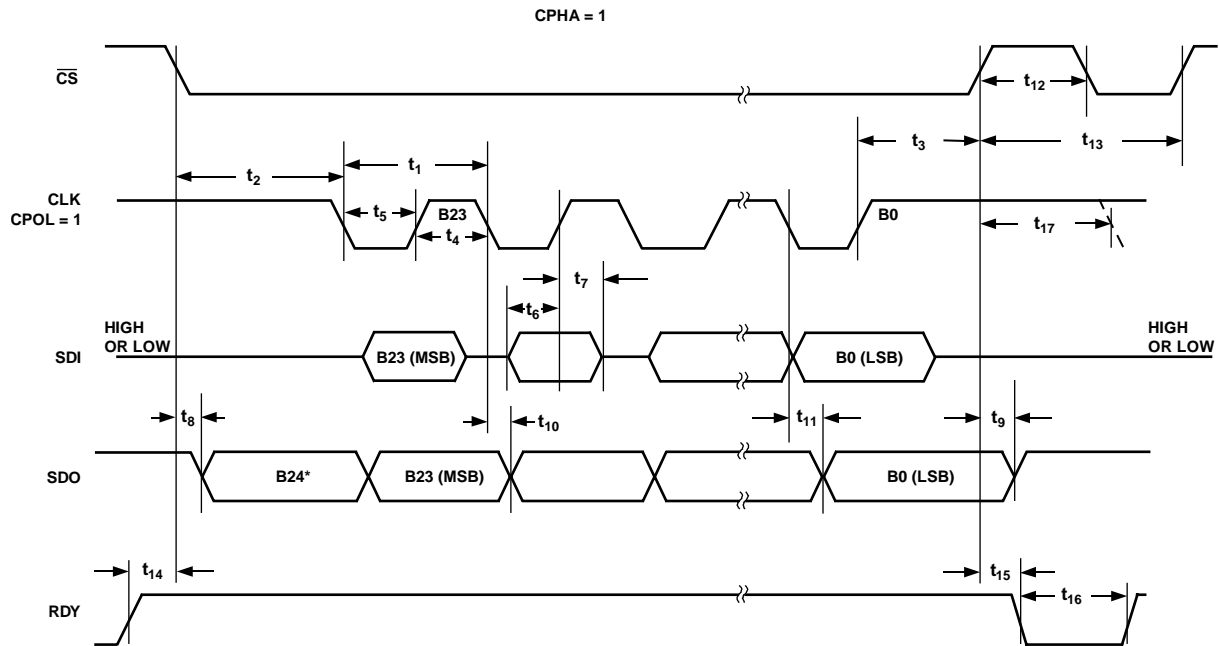 CPHA = 1
CS
t12
t3
t13
t1
t2
CLK
CPOL = 1
t5
B23
t4
B0
t17
t7
t6
HIGH
OR LOW
SDI
B23 (MSB)
B0 (LSB)
HIGH
OR LOW
t8
t10
t11
t9
SDO
B24*
B23 (MSB)
B0 (LSB)
t14
t15
t16
RDY